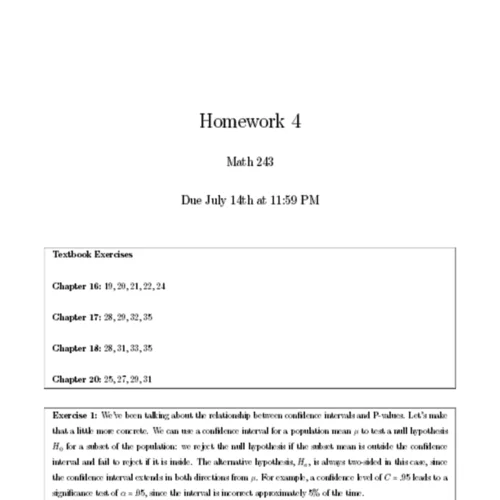 Homework 4
Math 243
Due July 14th at 11:59 PM
Textbook Exercises
Chapter 16: 19, 20, 21, 22, 24
Chapter 17: 28, 29, 32, 35
Chapter 18: 28, 31, 33, 35
Chapter 20: 25, 27, 29, 31
Exercise 1: We've been talking about the relationship between confidence intervals and P-values. Let's make
that a little more concrete. We can use a confidence interval for a population mean μ to test a null hypothesis
H₀ for a subset of the population: we reject the null hypothesis if the subset mean is outside the confidence
interval and fail to reject if it is inside. The alternative hypothesis, Hₐ, is always two-sided in this case, since
the confidence interval extends in both directions from μ. For example, a confidence level of C = .95 leads to a
significance test of α = .05, since the interval is incorrect approximately 5% of the time.